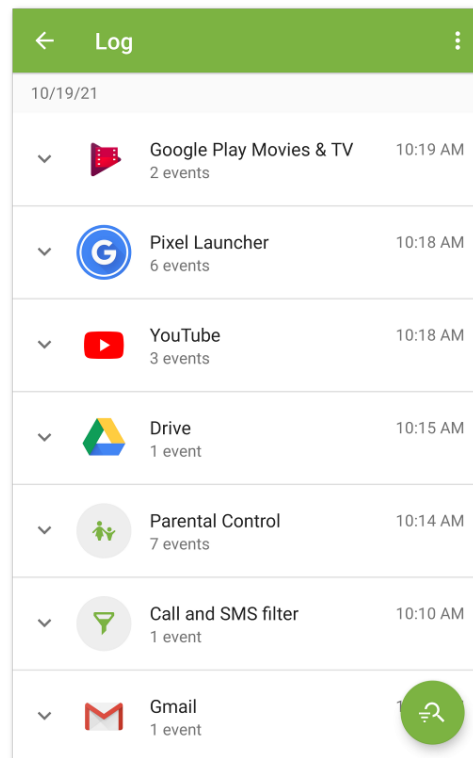 Log
10/19/21
Google Play Movies & TV 10:19 AM
2 events
Pixel Launcher 10:18 AM
6 events
YouTube 10:18 AM
3 events
Drive 10:15 AM
1 event
Parental Control 10:14 AM
7 events
Call and SMS filter 10:10 AM
1 event
Gmail
1 event